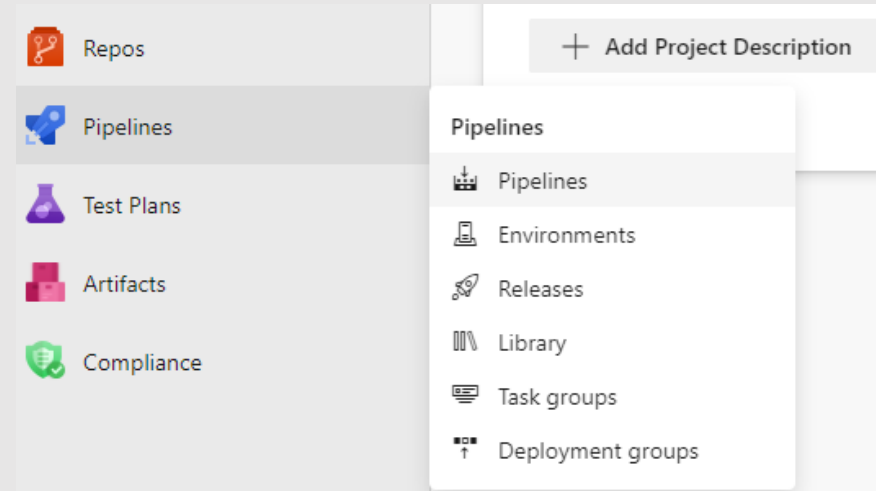 Repos
Pipelines
Test Plans
Artifacts
Compliance
+ Add Project Description
Pipelines
Pipelines
Environments
Releases
Library
Task groups
Deployment groups